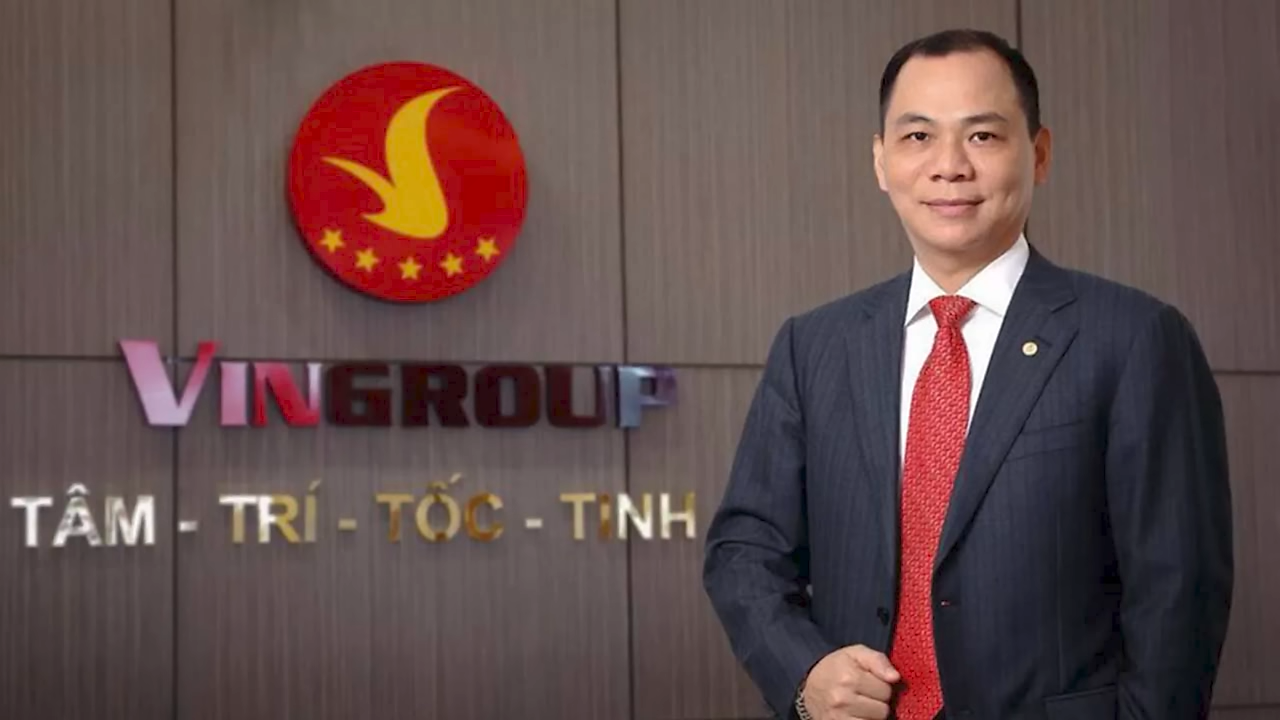 VINGROUP
TÂM - TRÍ - TỐC - TINH